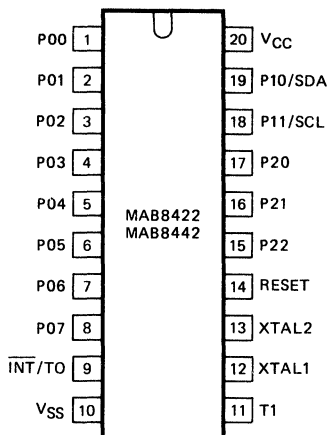 P00 1 20 VCC
P01 2 19 P10/SDA
P02 3 18 P11/SCL
P03 4 17 P20
P04 5 16 P21
MAB8422
MAB8442
P05 6 15 P22
P06 7 14 RESET
P07 8 13 XTAL2
INT/TO 9 12 XTAL1
VSS 10 11 T1